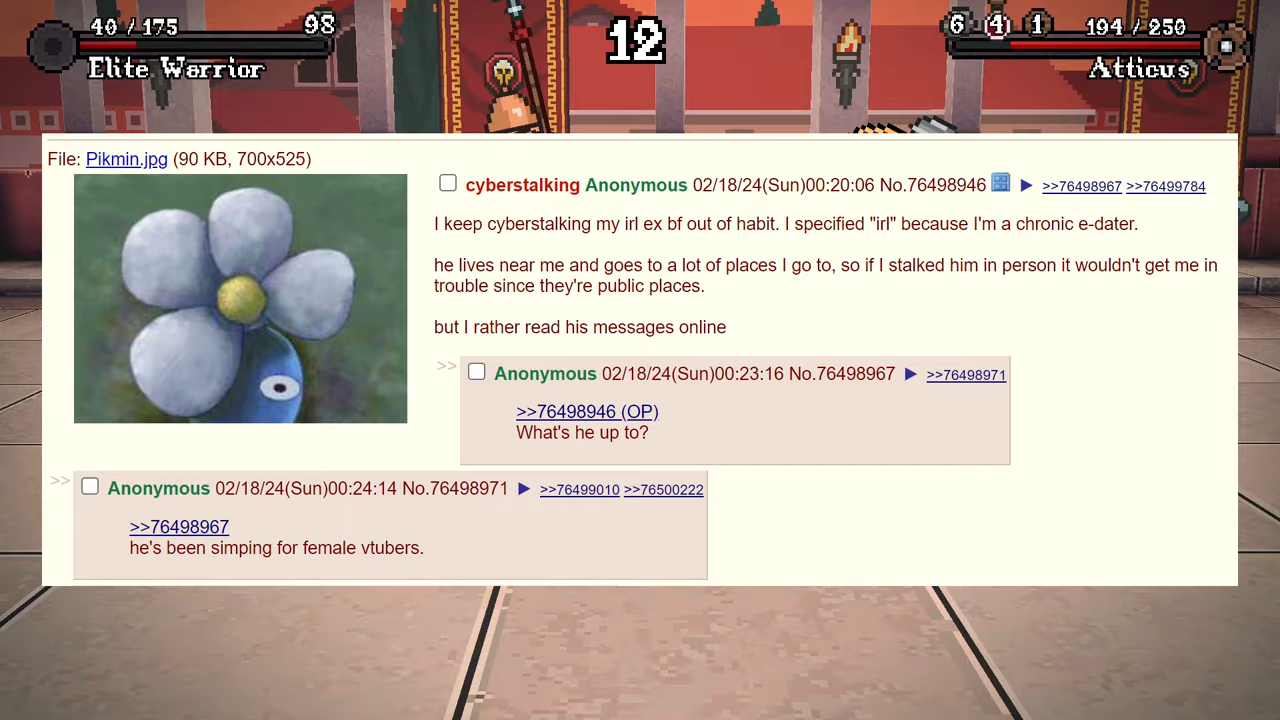 40 / 175
98
12
6 4 1
194 / 250
Elite Warrior
Atticus
File: Pikmin.jpg (90 KB, 700x525)
cyberstalking Anonymous 02/18/24(Sun)00:20:06 No.76498946 ▶ >>76498967 >>76499784
I keep cyberstalking my irl ex bf out of habit. I specified "irl" because I'm a chronic e-dater.
he lives near me and goes to a lot of places I go to, so if I stalked him in person it wouldn't get me in
trouble since they're public places.
but I rather read his messages online
>> Anonymous 02/18/24(Sun)00:23:16 No.76498967 ▶ >>76498971
>>76498946 (OP)
What's he up to?
>> Anonymous 02/18/24(Sun)00:24:14 No.76498971 ▶ >>76499010 >>76500222
>>76498967
he's been simping for female vtubers.